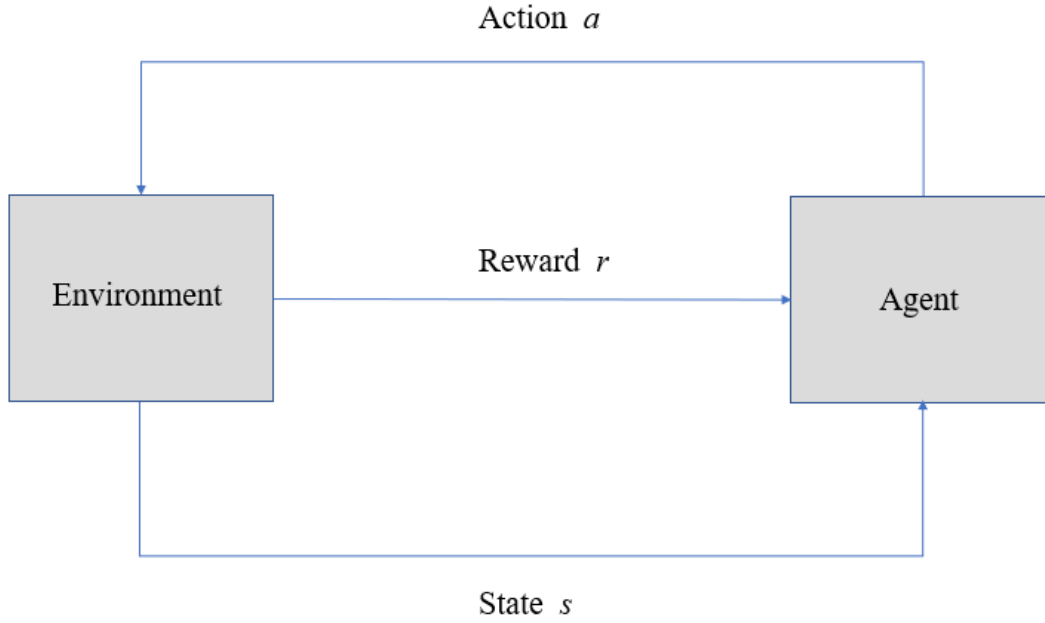 Action a
Reward r
Environment
Agent
State s